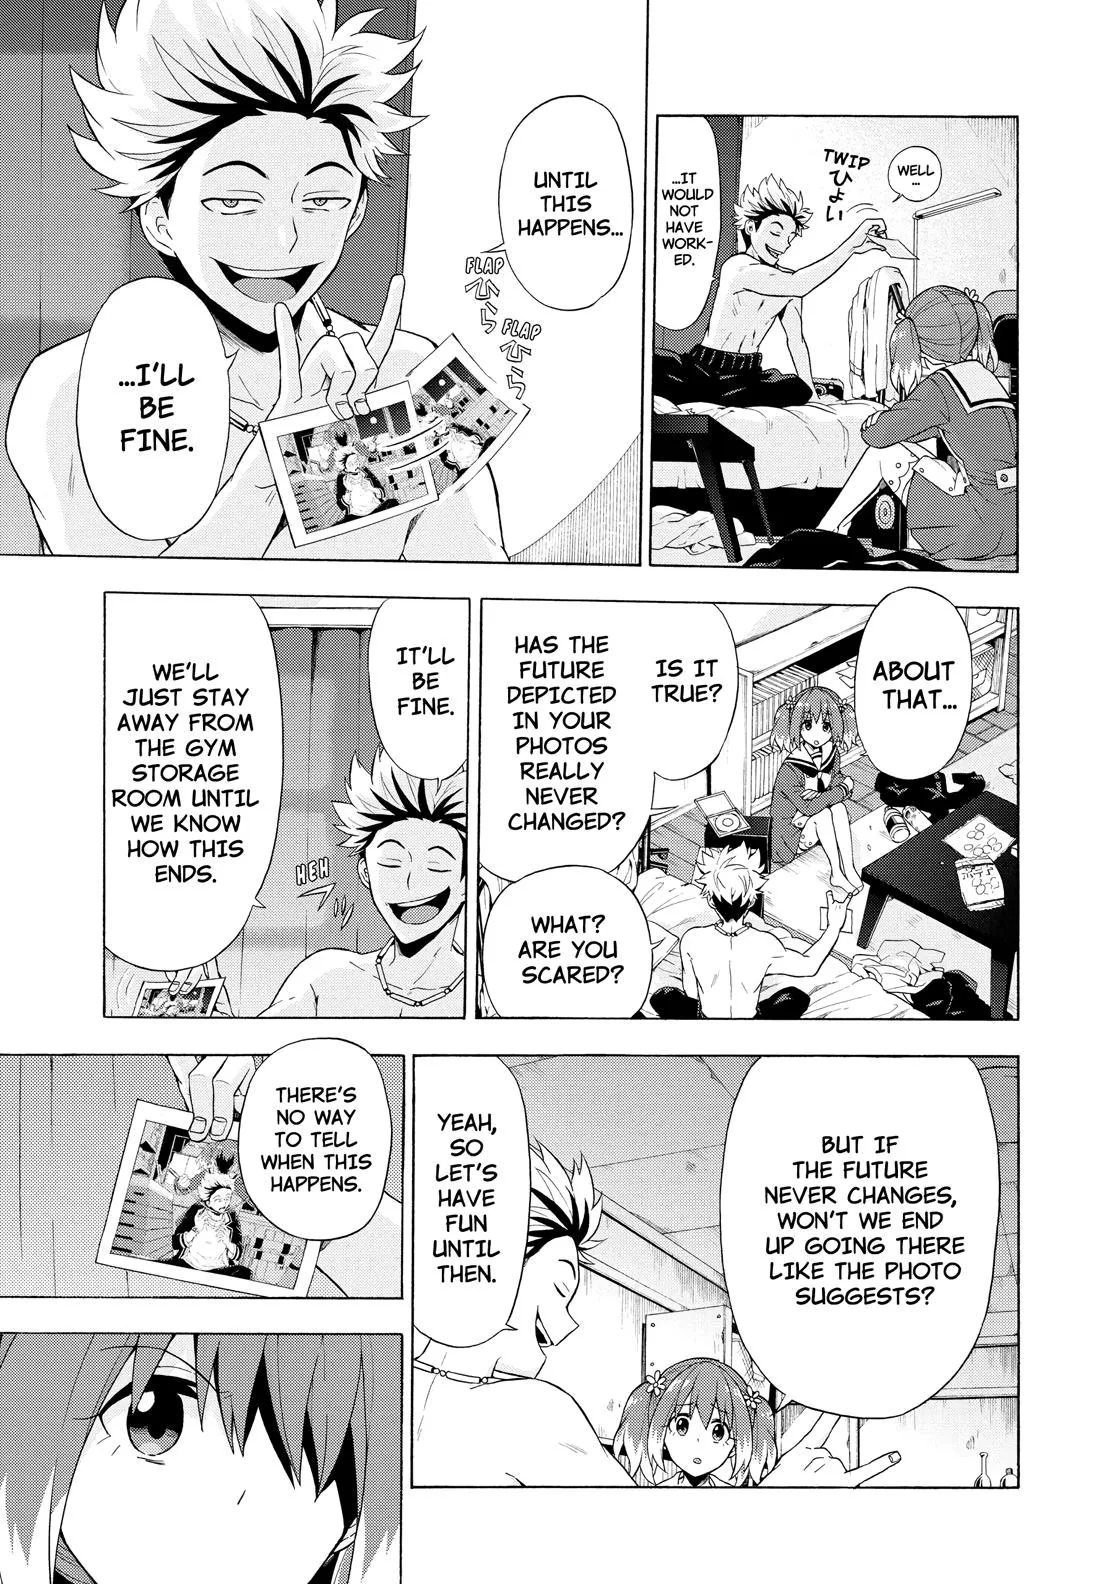 WELL
...
TWIP
ひょい
...IT
WOULD
NOT
HAVE
WORK-
ED.
UNTIL
THIS
HAPPENS...
FLAP
ひら
FLAP
ひら
...I'LL
BE
FINE.
ABOUT
THAT...
IS IT
TRUE?
HAS THE
FUTURE
DEPICTED
IN YOUR
PHOTOS
REALLY
NEVER
CHANGED?
WHAT?
ARE YOU
SCARED?
IT'LL
BE
FINE.
HEH
WE'LL
JUST STAY
AWAY FROM
THE GYM
STORAGE
ROOM UNTIL
WE KNOW
HOW THIS
ENDS.
BUT IF
THE FUTURE
NEVER CHANGES,
WON'T WE END
UP GOING THERE
LIKE THE PHOTO
SUGGESTS?
YEAH,
SO
LET'S
HAVE
FUN
UNTIL
THEN.
THERE'S
NO WAY
TO TELL
WHEN THIS
HAPPENS.